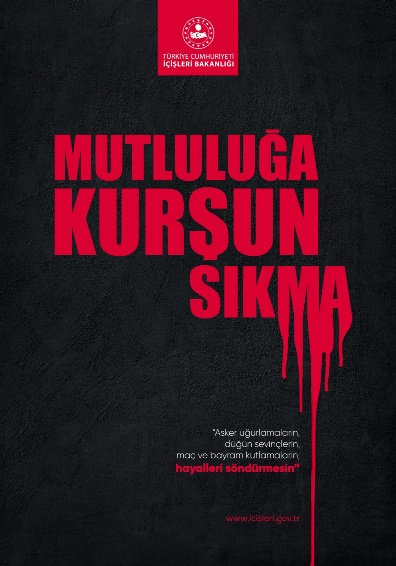 TÜRKİYE CUMHURİYETİ
İÇİŞLERİ BAKANLIĞI
MUTLULUĞA
KURŞUN
SIKMA
"Asker uğurlamaların,
düğün sevinçlerin,
maç ve bayram kutlamaların,
hayalleri söndürmesin"
www.icisleri.gov.tr